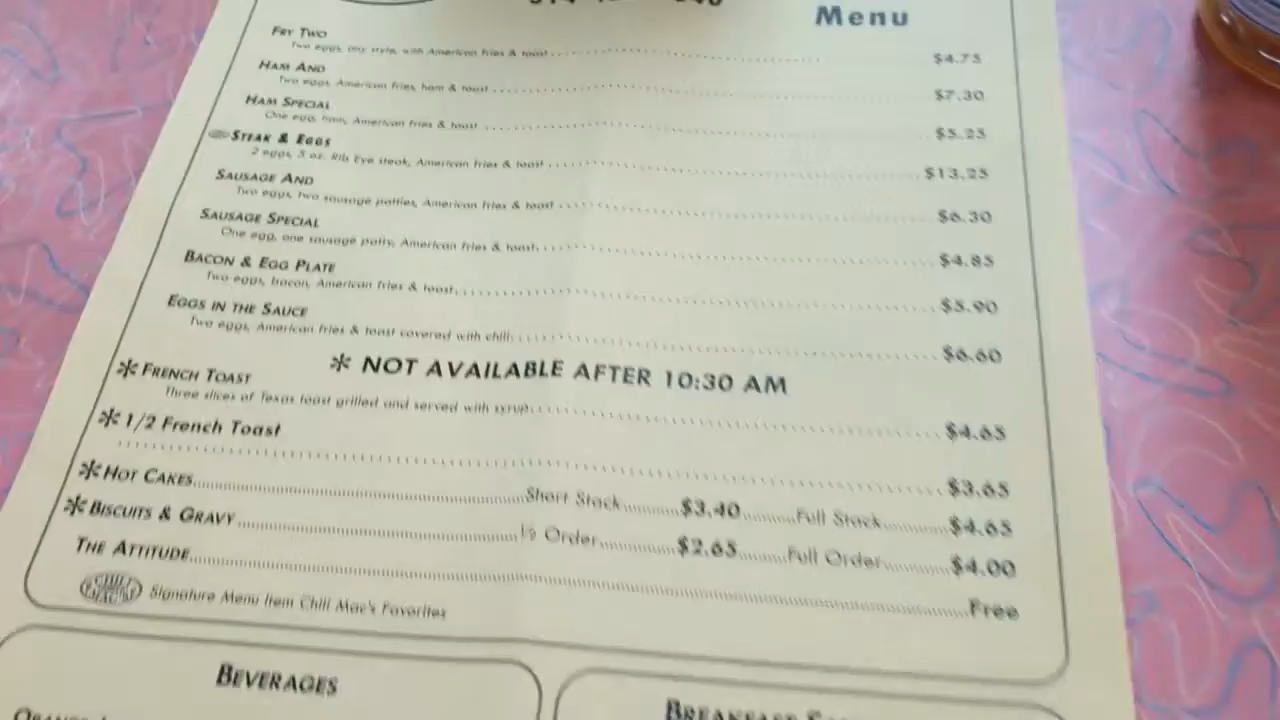 Menu
FRY TWO
Two eggs, any style, with American fries & toast $4.75
HAM AND
Two eggs, American fries, ham & toast $7.30
HAM SPECIAL
One egg, ham, American fries & toast $5.25
STEAK & EGGS
2 eggs, 5 oz. Rib Eye steak, American fries & toast $13.25
SAUSAGE AND
Two eggs, two sausage patties, American fries & toast $6.30
SAUSAGE SPECIAL
One egg, one sausage patty, American fries & toast $4.85
BACON & EGG PLATE
Two eggs, bacon, American fries & toast $5.90
EGGS IN THE SAUCE
Two eggs, American fries & toast covered with chili $6.60
* NOT AVAILABLE AFTER 10:30 AM
* FRENCH TOAST
Three slices of Texas toast grilled and served with syrup $4.65
* 1/2 French Toast
$3.65
* HOT CAKES Short Stack $3.40 Full Stack $4.65
* BISCUITS & GRAVY ½ Order $2.65 Full Order $4.00
THE ATTITUDE Free
CHILI MAC'S Signature Menu Item Chili Mac's Favorites
BEVERAGES
BREAKFAST